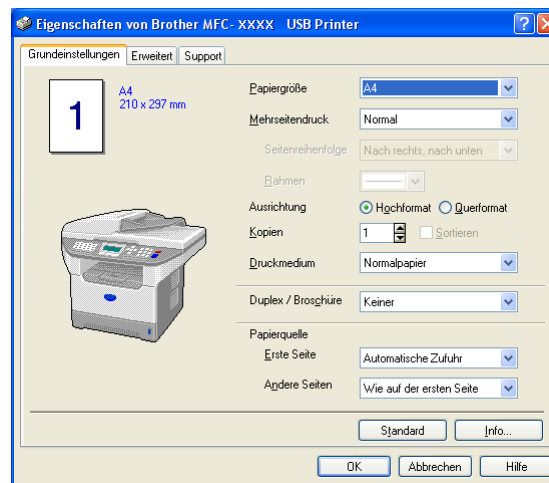 Eigenschaften von Brother MFC- XXXX USB Printer
Grundeinstellungen Erweitert Support
1
A4
210 x 297 mm
Papiergröße A4
Mehrseitendruck Normal
Seitenreihenfolge Nach rechts, nach unten
Rahmen
Ausrichtung Hochformat Querformat
Kopien 1 Sortieren
Druckmedium Normalpapier
Duplex / Broschüre Keiner
Papierquelle
Erste Seite Automatische Zufuhr
Andere Seiten Wie auf der ersten Seite
Standard Info...
OK Abbrechen Hilfe